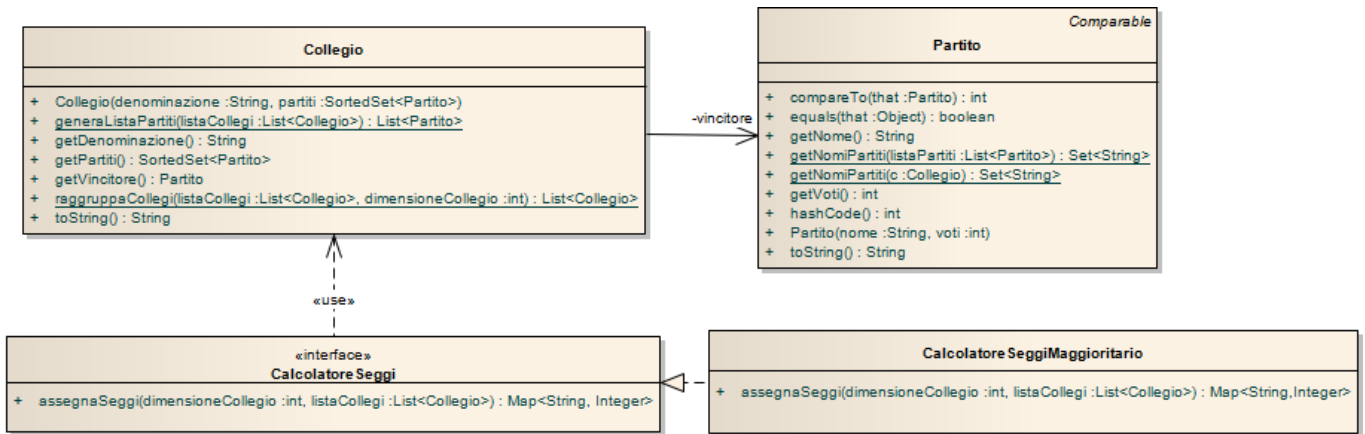 Collegio
+ Collegio(denominazione :String, partiti :SortedSet<Partito>)
+ generaListaPartiti(listaCollegi :List<Collegio>) : List<Partito>
+ getDenominazione() : String
+ getPartiti() : SortedSet<Partito>
+ getVincitore() : Partito
+ raggruppaCollegi(listaCollegi :List<Collegio>, dimensioneCollegio :int) : List<Collegio>
+ toString() : String
-vincitore
Comparable
Partito
+ compareTo(that :Partito) : int
+ equals(that :Object) : boolean
+ getNome() : String
+ getNomiPartiti(listaPartiti :List<Partito>) : Set<String>
+ getNomiPartiti(c :Collegio) : Set<String>
+ getVoti() : int
+ hashCode() : int
+ Partito(nome :String, voti :int)
+ toString() : String
«use»
«interface»
CalcolatoreSeggi
+ assegnaSeggi(dimensioneCollegio :int, listaCollegi :List<Collegio>) : Map<String, Integer>
CalcolatoreSeggiMaggioritario
+ assegnaSeggi(dimensioneCollegio :int, listaCollegi :List<Collegio>) : Map<String,Integer>